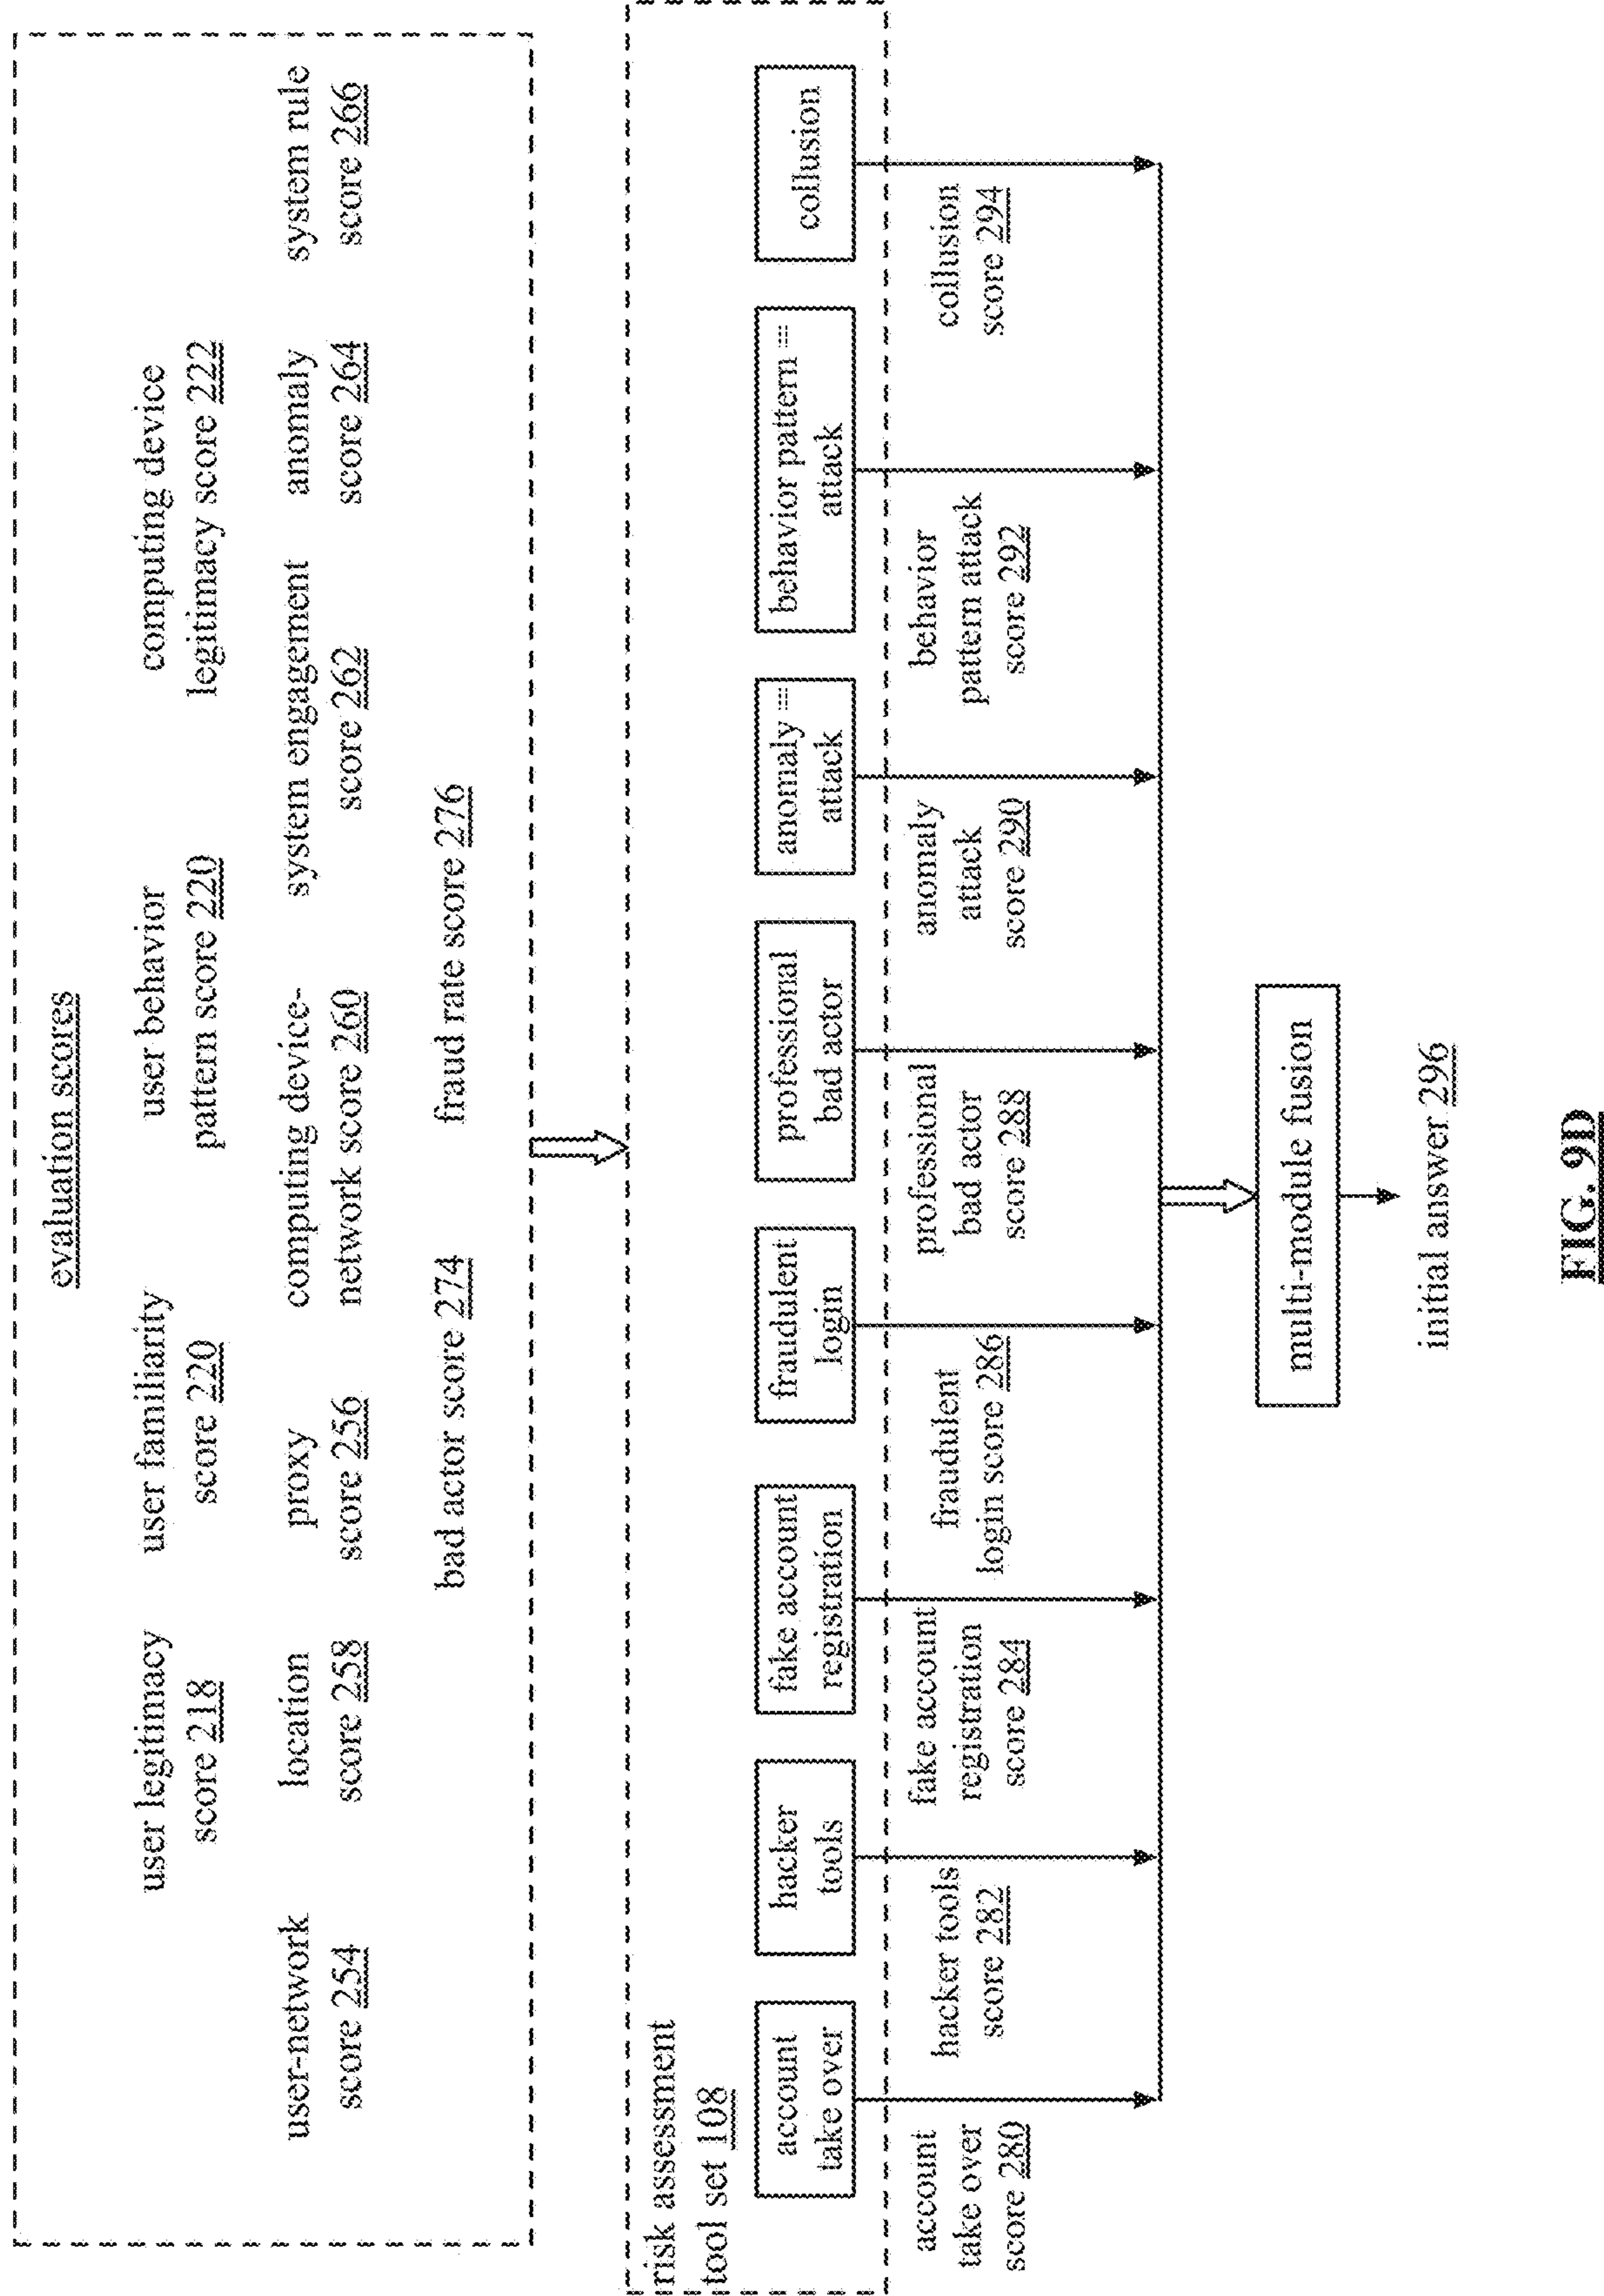 evaluation scores
user legitimacy
score 218
user familiarity
score 220
user behavior
pattern score 220
computing device
legitimacy score 222
user-network
score 254
location
score 258
proxy
score 256
computing device-
network score 260
system engagement
score 262
anomaly
score 264
system rule
score 266
bad actor score 274
fraud rate score 276
risk assessment
tool set 108
account
take over
hacker
tools
fake account
registration
fraudulent
login
professional
bad actor
anomaly =
attack
behavior pattern =
attack
collusion
account
take over
score 280
hacker tools
score 282
fake account
registration
score 284
fraudulent
login score 286
professional
bad actor
score 288
anomaly
attack
score 290
behavior
pattern attack
score 292
collusion
score 294
multi-module fusion
initial answer 296
FIG. 9D